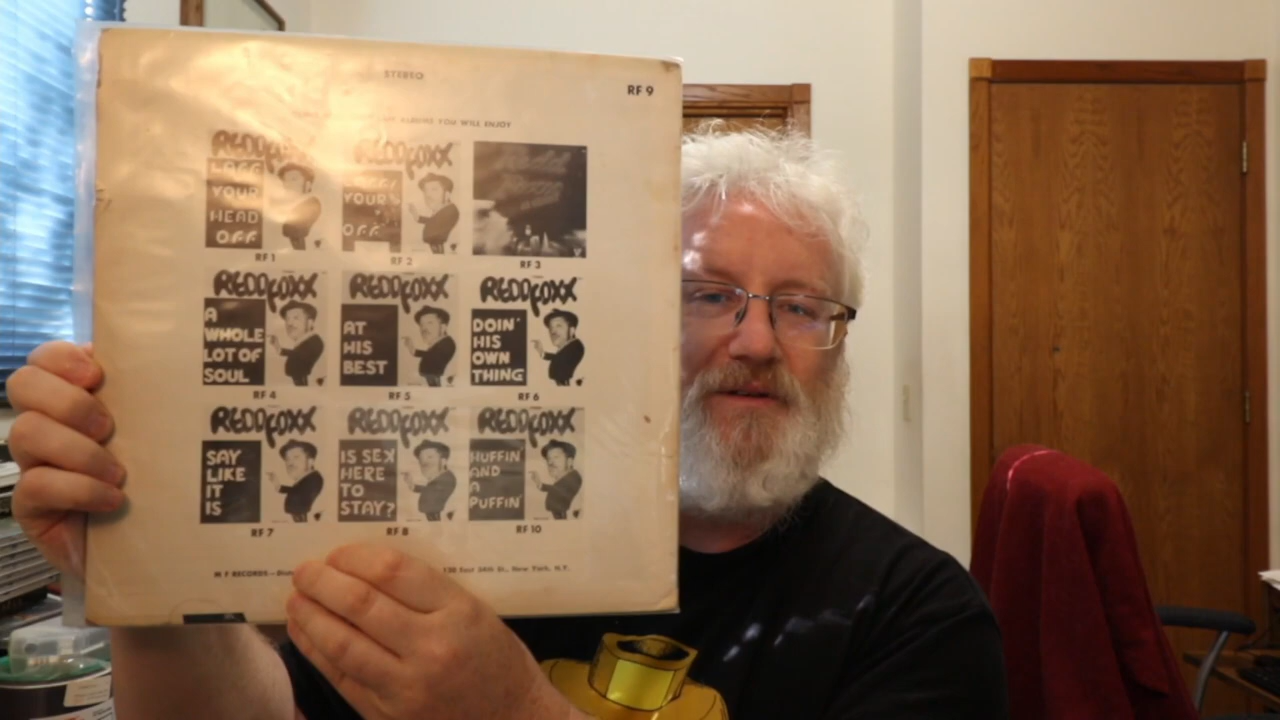 STEREO
RF 9
ALBUMS YOU WILL ENJOY
REDD FOXX
LAFF YOUR HEAD OFF
RF 1
REDD FOXX
YOUR OFF
RF 2
RF 3
REDD FOXX
A WHOLE LOT OF SOUL
RF 4
REDD FOXX
AT HIS BEST
RF 5
REDD FOXX
DOIN' HIS OWN THING
RF 6
REDD FOXX
SAY LIKE IT IS
RF 7
REDD FOXX
IS SEX HERE TO STAY?
RF 8
REDD FOXX
HUFFIN' AND A PUFFIN'
RF 10
M F RECORDS—
East 54th St., New York, N.Y.